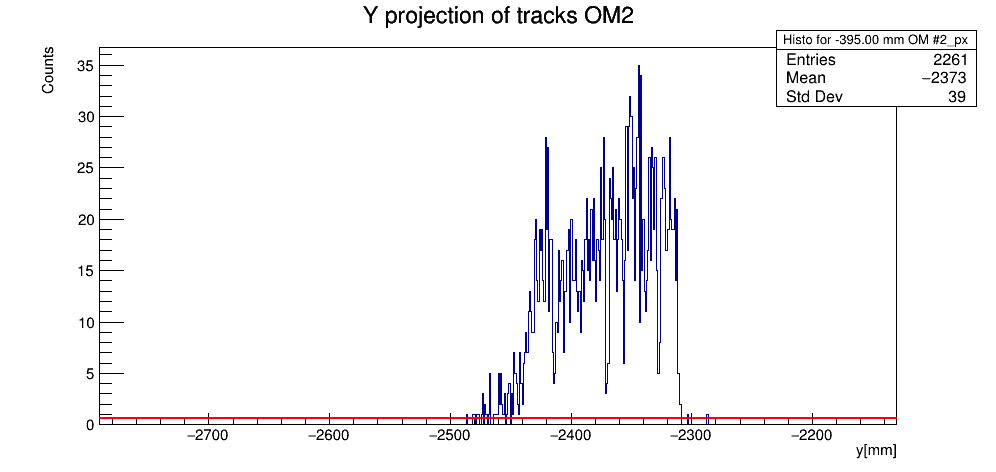 Y projection of tracks OM2
Histo for -395.00 mm OM #2_px
Entries 2261
Mean −2373
Std Dev 39
Counts
35
30
25
20
15
10
5
0
−2700 −2600 −2500 −2400 −2300 −2200
y[mm]